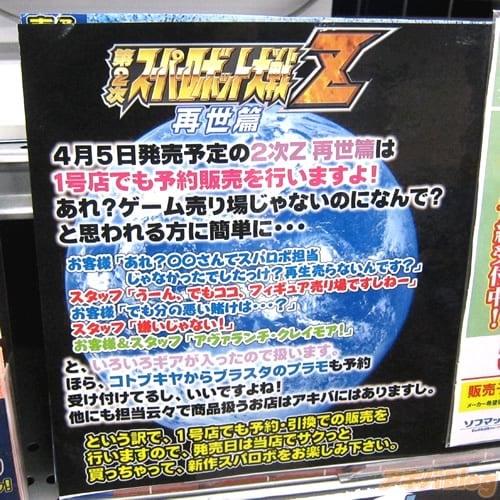 第2次スーパーロボット大戦Z
再世篇
4月5日発売予定の2次Z 再世篇は
1号店でも予約販売を行いますよ!
あれ?ゲーム売り場じゃないのになんで?
と思われる方に簡単に・・・
お客様「あれ?〇〇さんでスパロボ担当
じゃなかったでしたっけ?再生売らないんです?」
スタッフ「うーん、でもココ、フィギュア売り場ですしねー」
お客様「でも分の悪い賭けは・・・?」
スタッフ「嫌いじゃない!」
お客様&スタッフ「アヴァランチ・クレイモア!」
と、いろいろギアが入ったので扱います。
ほら、コトブキヤからブラスタのプラモも予約
受け付けてるし、いいですよね!
他にも担当云々で商品扱うお店はアキバにはありますし。
という訳で、1号店でも予約・引換での販売を
行いますので、発売日は当店でサクっと
買っちゃって、新作スパロボをお楽しみ下さい。
受付中!
販売
ソフマッ
Blog